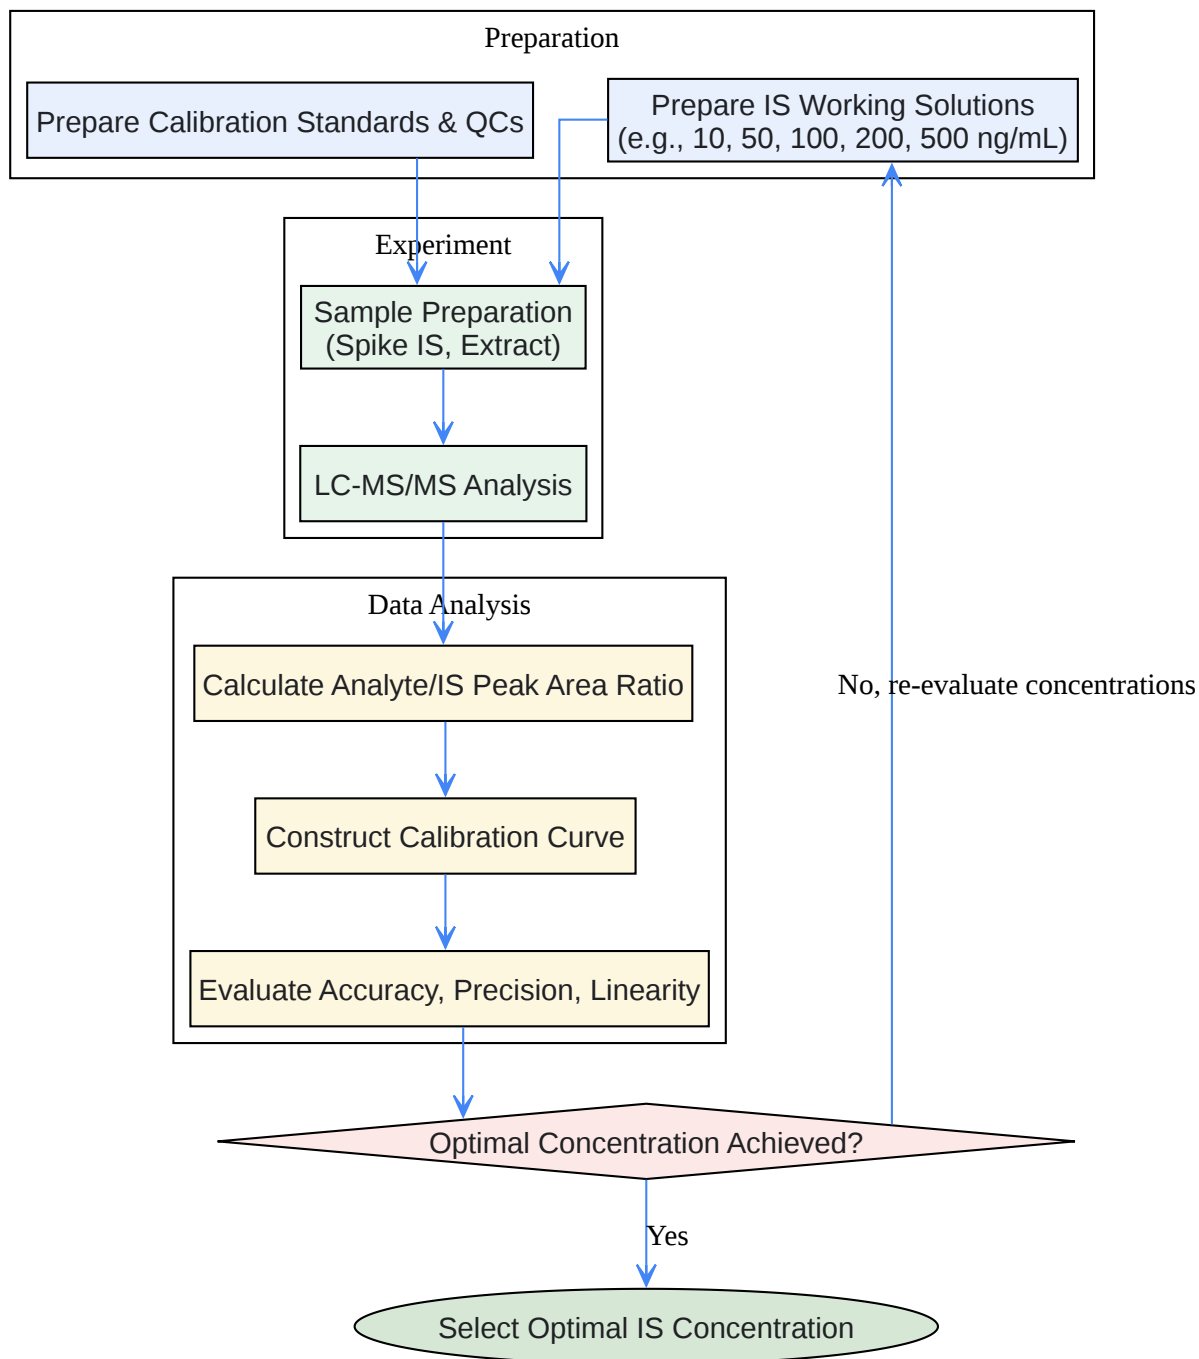 Preparation
Prepare Calibration Standards & QCs
Prepare IS Working Solutions
(e.g., 10, 50, 100, 200, 500 ng/mL)
Experiment
Sample Preparation
(Spike IS, Extract)
LC-MS/MS Analysis
Data Analysis
Calculate Analyte/IS Peak Area Ratio
No, re-evaluate concentrations
Construct Calibration Curve
Evaluate Accuracy, Precision, Linearity
Optimal Concentration Achieved?
Yes
Select Optimal IS Concentration